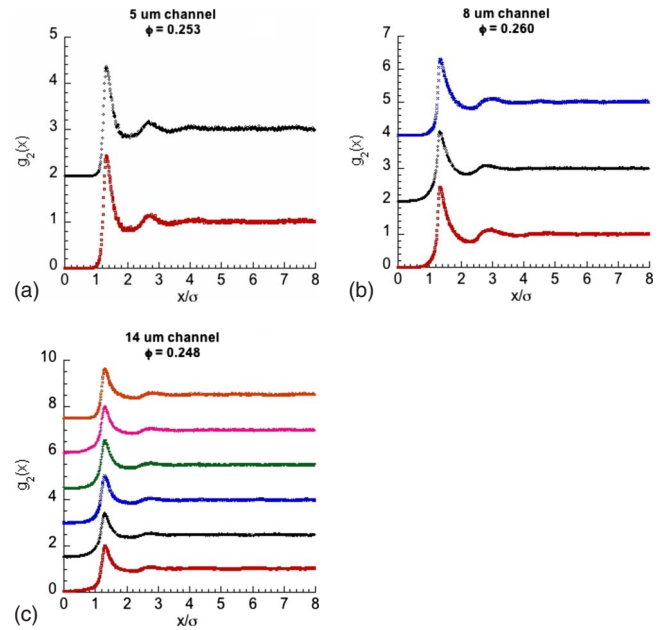 5 um channel
ϕ = 0.253
5
4
3
2
1
0
g2(x)
0 1 2 3 4 5 6 7 8
x/σ
(a)
8 um channel
ϕ = 0.260
7
6
5
4
3
2
1
0
g2(x)
0 1 2 3 4 5 6 7 8
x/σ
(b)
14 um channel
ϕ = 0.248
10
8
6
4
2
0
g2(x)
0 1 2 3 4 5 6 7 8
x/σ
(c)